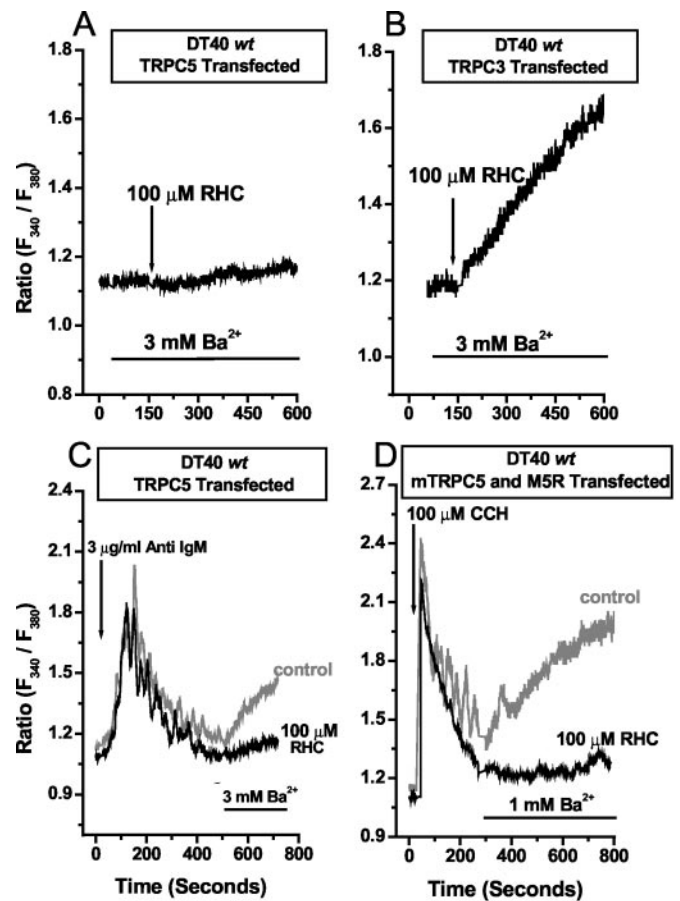 A
DT40 wt
TRPC5 Transfected
1.8
1.6
1.4
1.2
1.0
0.8
Ratio (F340 / F380)
100 μM RHC
3 mM Ba2+
0 150 300 450 600
B
DT40 wt
TRPC3 Transfected
1.8
1.6
1.4
1.2
1.0
100 μM RHC
3 mM Ba2+
0 150 300 450 600
C
DT40 wt
TRPC5 Transfected
2.4
2.1
1.8
1.5
1.2
0.9
Ratio (F340 / F380)
3 μg/ml Anti IgM
control
100 μM
RHC
3 mM Ba2+
0 200 400 600 800
Time (Seconds)
D
DT40 wt
mTRPC5 and M5R Transfected
2.7
2.4
2.1
1.8
1.5
1.2
0.9
100 μM CCH
control
100 μM RHC
1 mM Ba2+
0 200 400 600 800
Time (Seconds)